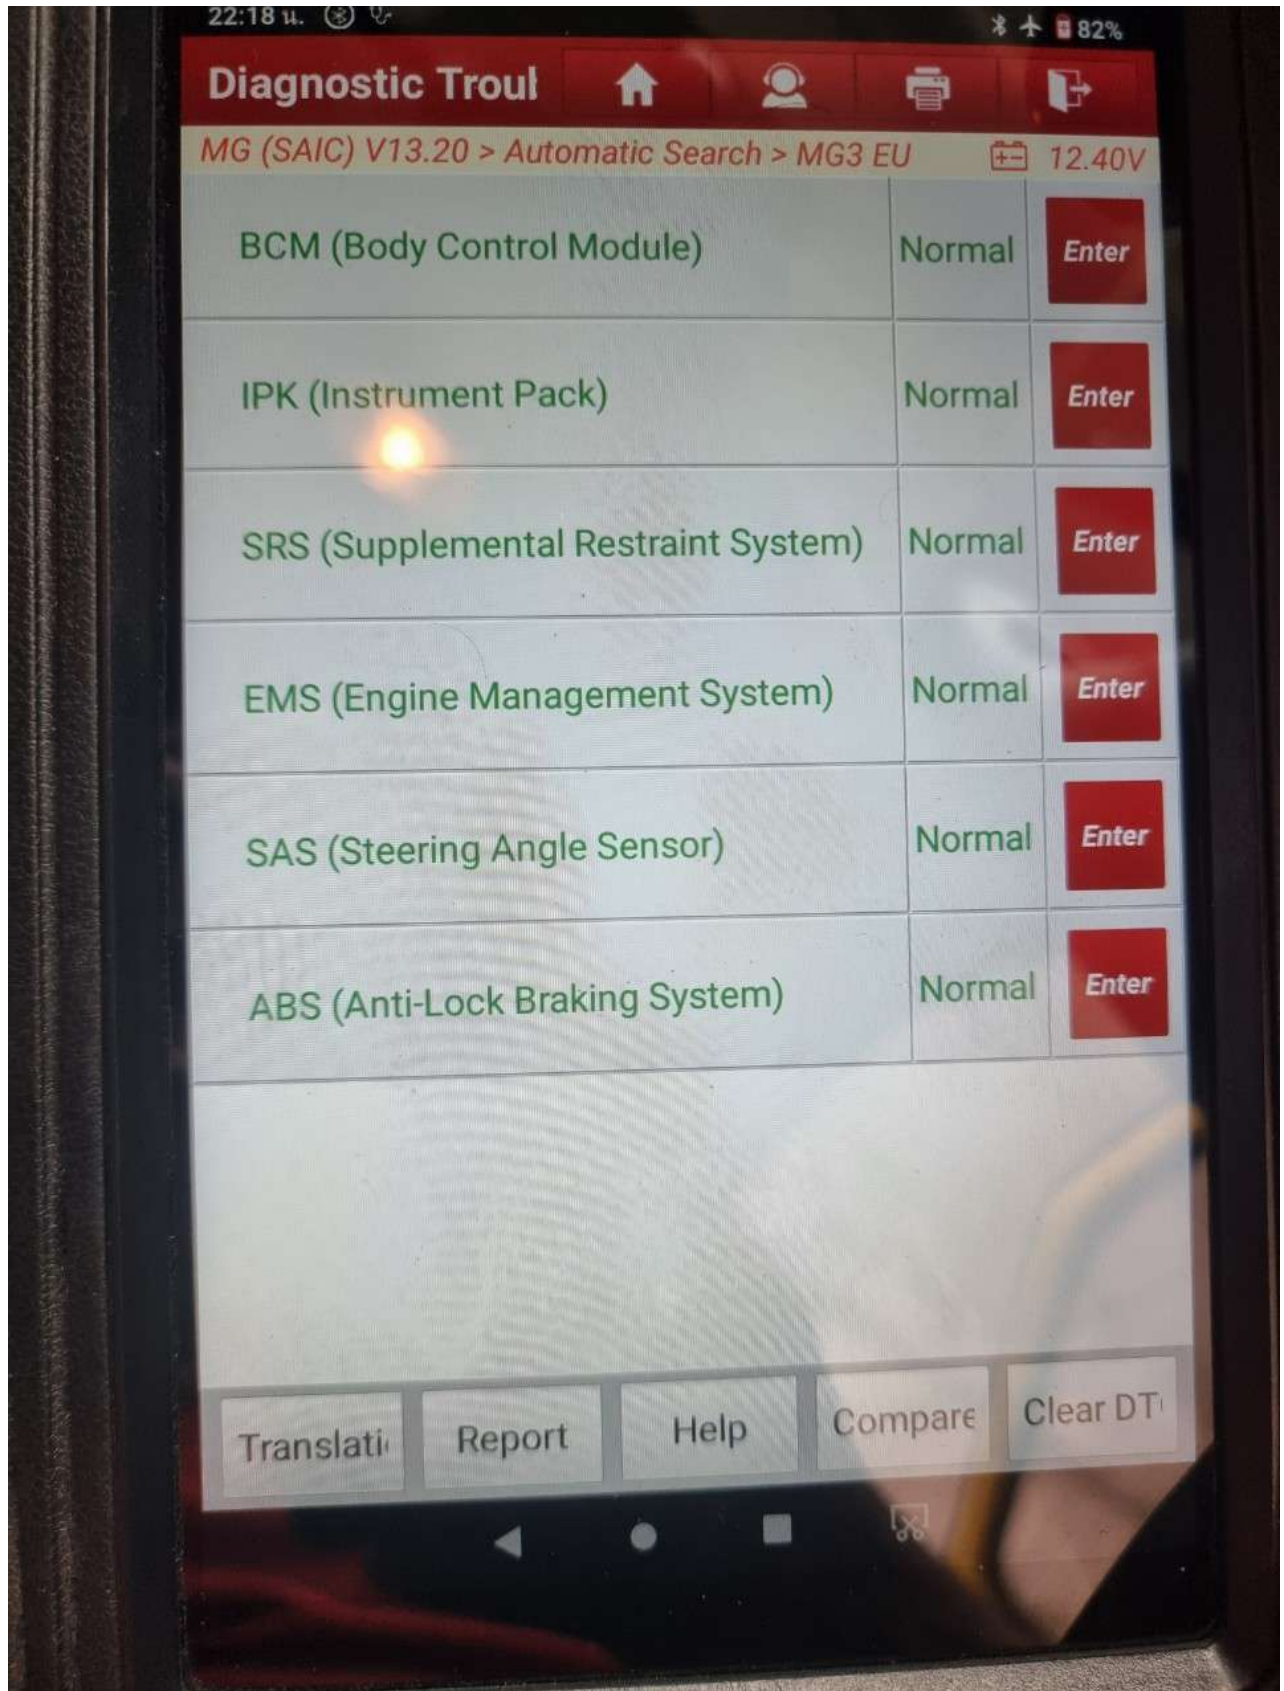 22:18 น.
82%
Diagnostic Troul
MG (SAIC) V13.20 > Automatic Search > MG3 EU 12.40V
BCM (Body Control Module) Normal Enter
IPK (Instrument Pack) Normal Enter
SRS (Supplemental Restraint System) Normal Enter
EMS (Engine Management System) Normal Enter
SAS (Steering Angle Sensor) Normal Enter
ABS (Anti-Lock Braking System) Normal Enter
Translati Report Help Compare Clear DT